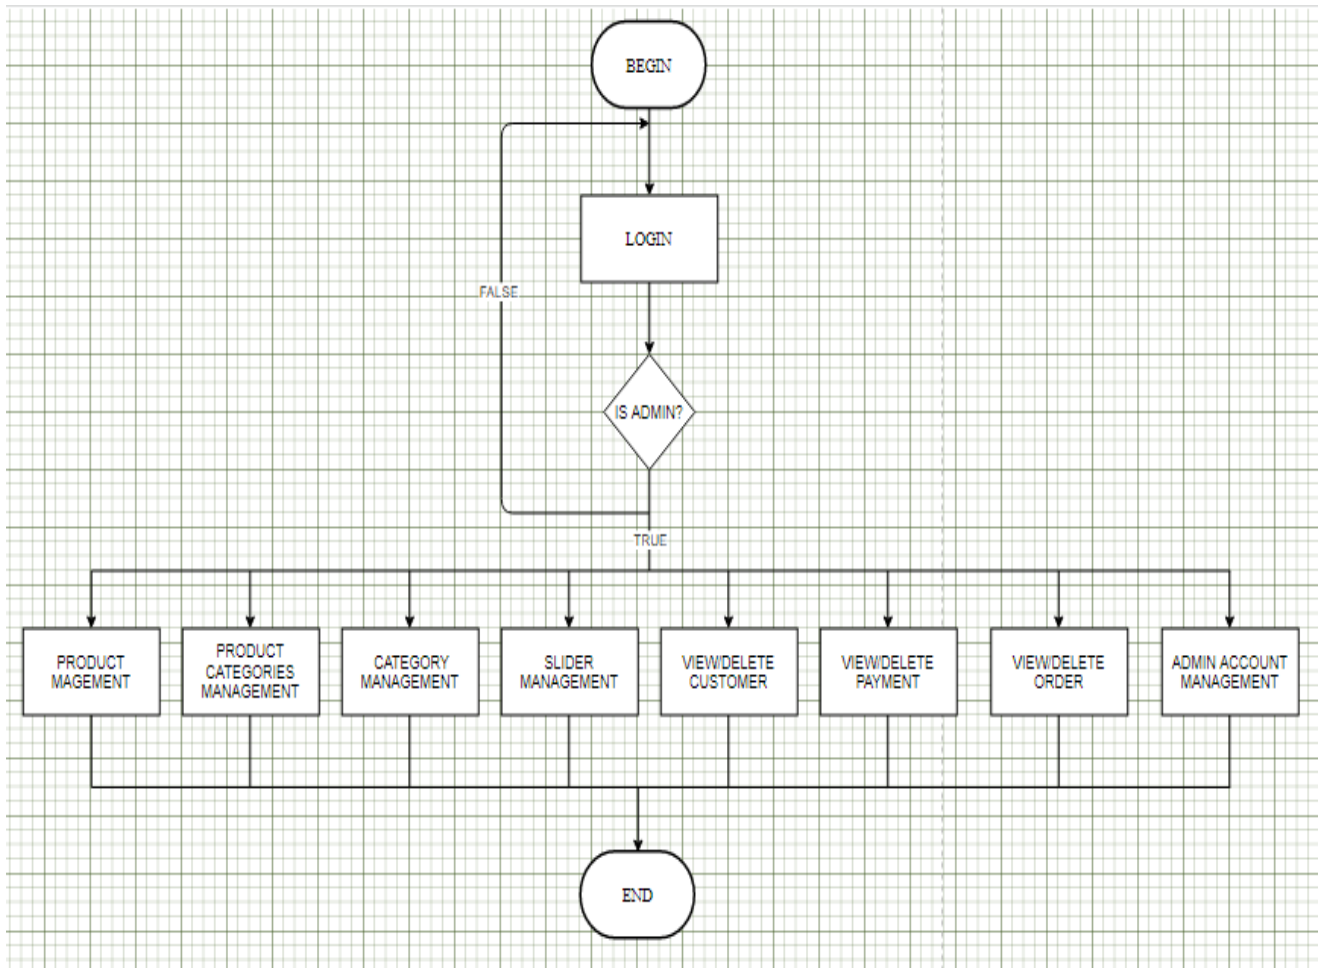 BEGIN
LOGIN
FALSE
IS ADMIN?
TRUE
PRODUCT
MAGEMENT
PRODUCT
CATEGORIES
MANAGEMENT
CATEGORY
MANAGEMENT
SLIDER
MANAGEMENT
VIEW/DELETE
CUSTOMER
VIEW/DELETE
PAYMENT
VIEW/DELETE
ORDER
ADMIN ACCOUNT
MANAGEMENT
END